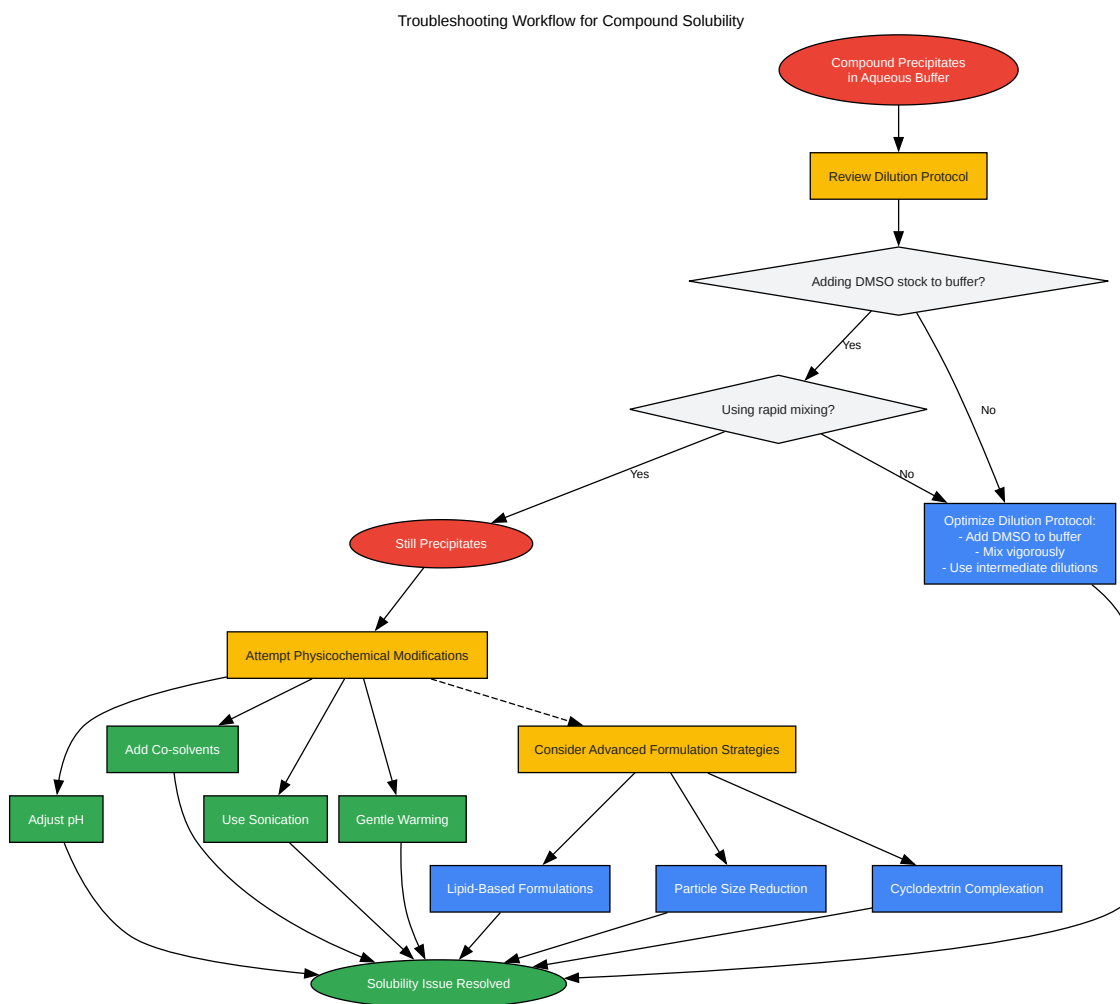 Troubleshooting Workflow for Compound Solubility
Compound Precipitates
in Aqueous Buffer
Review Dilution Protocol
Adding DMSO stock to buffer?
Yes
Using rapid mixing?
No
Yes
No
Optimize Dilution Protocol:
- Add DMSO to buffer
- Mix vigorously
- Use intermediate dilutions
Still Precipitates
Attempt Physicochemical Modifications
Add Co-solvents
Consider Advanced Formulation Strategies
Adjust pH
Use Sonication
Gentle Warming
Lipid-Based Formulations
Particle Size Reduction
Cyclodextrin Complexation
Solubility Issue Resolved